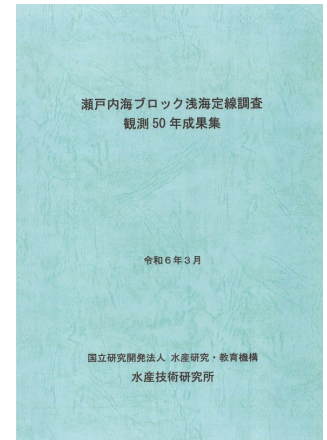 瀬戸内海ブロック浅海定線調査
観測 50 年成果集
令和６年３月
国立研究開発法人 水産研究・教育機構
水産技術研究所